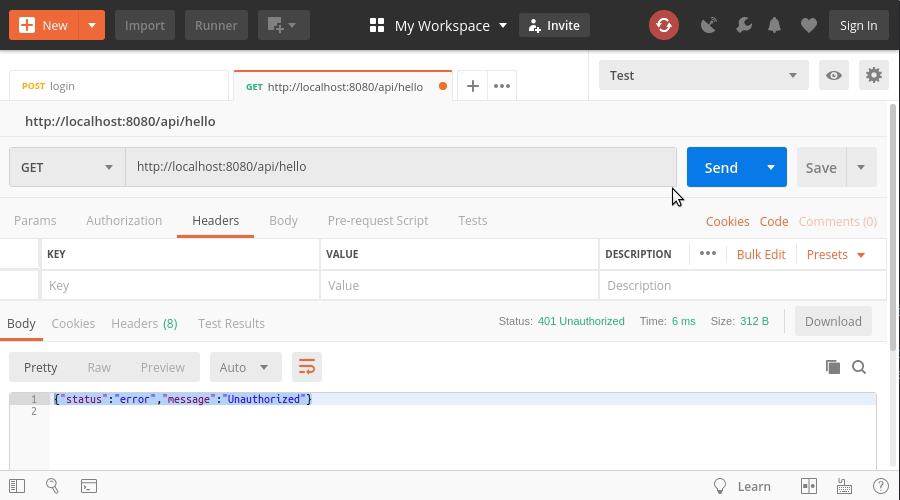 New Import Runner My Workspace Invite Sign In
POST login GET http://localhost:8080/api/hello Test
http://localhost:8080/api/hello
GET http://localhost:8080/api/hello Send Save
Params Authorization Headers Body Pre-request Script Tests Cookies Code Comments (0)
KEY VALUE DESCRIPTION Bulk Edit Presets
Key Value Description
Body Cookies Headers (8) Test Results Status: 401 Unauthorized Time: 6 ms Size: 312 B Download
Pretty Raw Preview Auto
1 {"status":"error","message":"Unauthorized"}
2
Learn